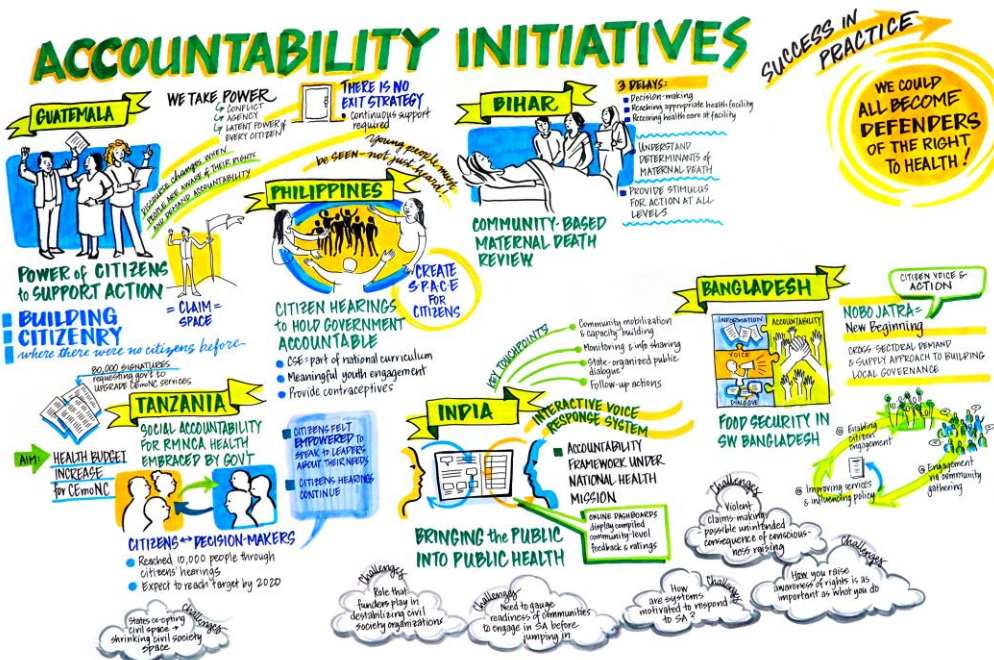 ACCOUNTABILITY INITIATIVES
SUCCESS IN
PRACTICE
WE COULD
ALL BECOME
DEFENDERS
OF THE RIGHT
TO HEALTH!
GUATEMALA
WE TAKE POWER
CONFLICT
AGENCY
LATENT POWER of
EVERY CITIZEN
DISCOURSE changes WHEN
PEOPLE ARE AWARE of THEIR RIGHTS
AND DEMAND ACCOUNTABILITY
POWER of CITIZENS
to SUPPORT ACTION
BUILDING
CITIZENRY
where there were no citizens before
= CLAIM =
SPACE
THERE IS NO
EXIT STRATEGY
Continuous support
required
Young people must
be SEEN - not just heard
PHILIPPINES
CREATE
S·P·A·C·E
FOR
CITIZENS
CITIZEN HEARINGS
to HOLD GOVERNMENT
ACCOUNTABLE
CSE: part of national curriculum
Meaningful youth engagement
Provide contraceptives
BIHAR
3 DELAYS:
Decision-making
Reaching appropriate health facility
Receiving health care at facility
UNDERSTAND
DETERMINANTS of
MATERNAL DEATH
PROVIDE STIMULUS
FOR ACTION AT ALL
LEVELS
COMMUNITY-BASED
MATERNAL DEATH
REVIEW
80,000 SIGNATURES
requesting gov't to
UPGRADE CEmONC services
TANZANIA
SOCIAL ACCOUNTABILITY
FOR RMNCA HEALTH
EMBRACED BY GOV'T
AIM:
HEALTH BUDGET
INCREASE
for CEmONC
CITIZENS FELT
EMPOWERED TO
SPEAK to LEADERS
ABOUT THEIR NEEDS
CITIZENS HEARINGS
CONTINUE
CITIZENS ↔ DECISION-MAKERS
Reached 10,000 people through
citizens' hearings
Expect to reach target by 2020
INDIA
KEY TOUCHPOINTS
Community mobilization
& capacity building
Monitoring & info sharing
State-organized public
dialogue
Follow-up actions
INTERACTIVE VOICE
RESPONSE SYSTEM
ACCOUNTABILITY
FRAMEWORK UNDER
NATIONAL HEALTH
MISSION
ONLINE DASHBOARDS
display compiled
community-level
feedback & ratings
BRINGING the PUBLIC
INTO PUBLIC HEALTH
BANGLADESH
INFORMATION
VOICE
DIALOGUE
ACCOUNTABILITY
CITIZEN VOICE &
ACTION
NOBO JATRA =
New Beginning
CROSS-SECTORAL DEMAND
& SUPPLY APPROACH TO BUILDING
LOCAL GOVERNANCE
FOOD SECURITY IN
SW BANGLADESH
@ Enabling
citizen
engagement
@ Improving services
& influencing policy
@ Engagement
via community
gathering
Challenges
States co-opting
civil space →
shrinking civil society
space
Challenges
Role that
funders play in
destabilizing civil
society organizations
Challenges
Need to gauge
readiness of communities
to engage in SA before
jumping in
Challenges
How
are systems
motivated to respond
to SA?
Challenges
Violent
claims-making
possible unintended
consequence of conscious-
ness raising
Challenges
How you raise
awareness of rights is as
important as what you do